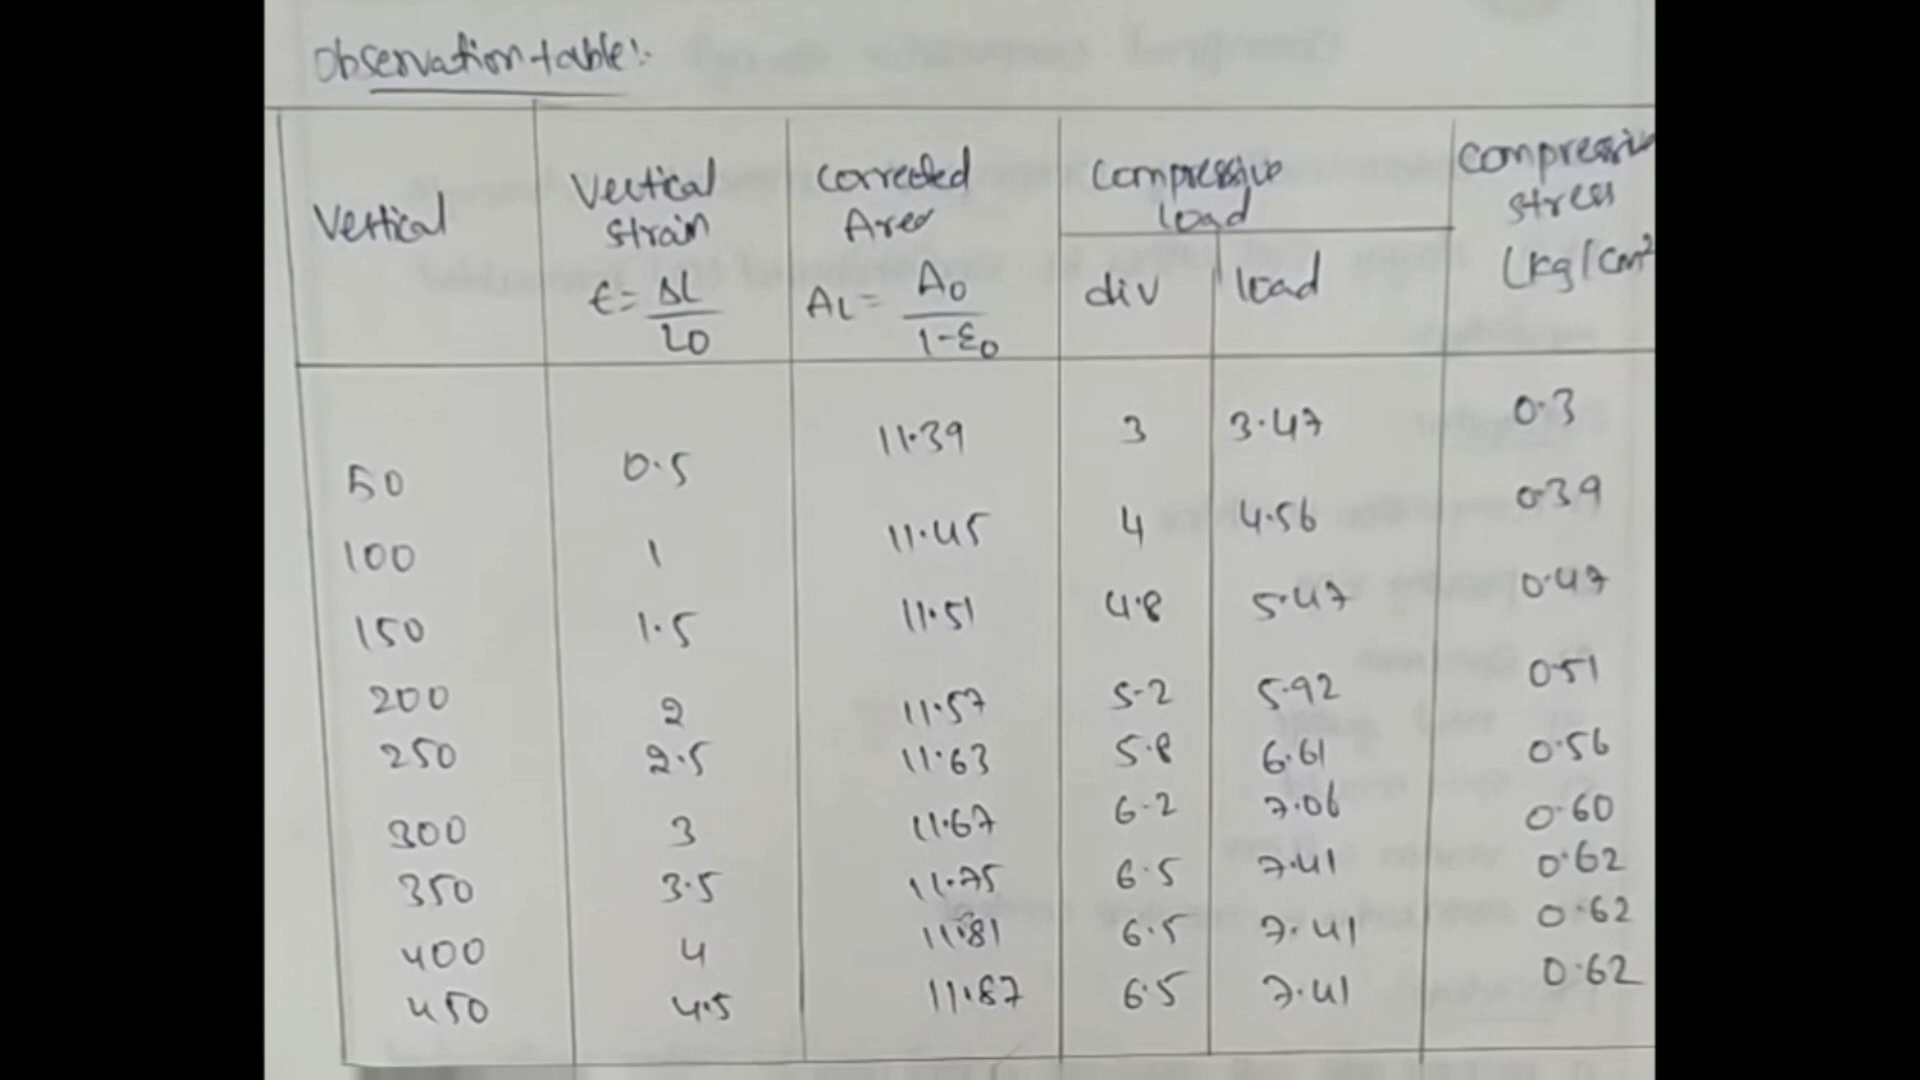 Observation table:-
Vertical | Vertical strain ε = ΔL/L0 | Corrected Area AL = A0/1-ε0 | Compressive load | Compressive stress (kg/cm²
div | load
50 | 0.5 | 11.39 | 3 | 3.47 | 0.3
100 | 1 | 11.45 | 4 | 4.56 | 0.39
150 | 1.5 | 11.51 | 4.8 | 5.47 | 0.47
200 | 2 | 11.57 | 5.2 | 5.92 | 0.51
250 | 2.5 | 11.63 | 5.8 | 6.61 | 0.56
300 | 3 | 11.67 | 6.2 | 7.06 | 0.60
350 | 3.5 | 11.75 | 6.5 | 7.41 | 0.62
400 | 4 | 11.81 | 6.5 | 7.41 | 0.62
450 | 4.5 | 11.87 | 6.5 | 7.41 | 0.62